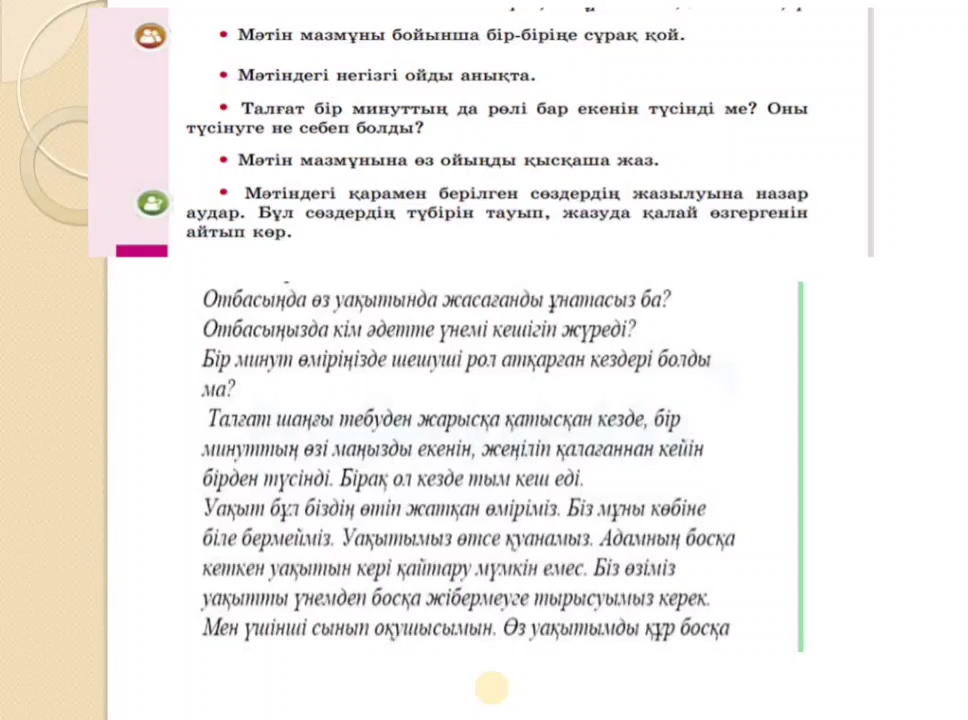 • Мәтін мазмұны бойынша бір-біріңе сұрақ қой.
• Мәтіндегі негізгі ойды анықта.
• Талғат бір минуттың да рөлі бар екенін түсінді ме? Оны
түсінуге не себеп болды?
• Мәтін мазмұнына өз ойыңды қысқаша жаз.
• Мәтіндегі қарамен берілген сөздердің жазылуына назар
аудар. Бұл сөздердің түбірін тауып, жазуда қалай өзгергенін
айтып көр.
Отбасыңда өз уақытында жасағанды ұнатасыз ба?
Отбасыңызда кім әдетте үнемі кешігіп жүреді?
Бір минут өміріңізде шешуші рол атқарған кездері болды
ма?
Талғат шаңғы тебуден жарысқа қатысқан кезде, бір
минуттың өзі маңызды екенін, жеңіліп қалағаннан кейін
бірден түсінді. Бірақ ол кезде тым кеш еді.
Уақыт бұл біздің өтіп жатқан өміріміз. Біз мұны көбіне
біле бермейміз. Уақытымыз өтсе қуанамыз. Адамның босқа
кеткен уақытын кері қайтару мүмкін емес. Біз өзіміз
уақытты үнемдеп босқа жібермеуге тырысуымыз керек.
Мен үшінші сынып оқушысымын. Өз уақытымды құр босқа